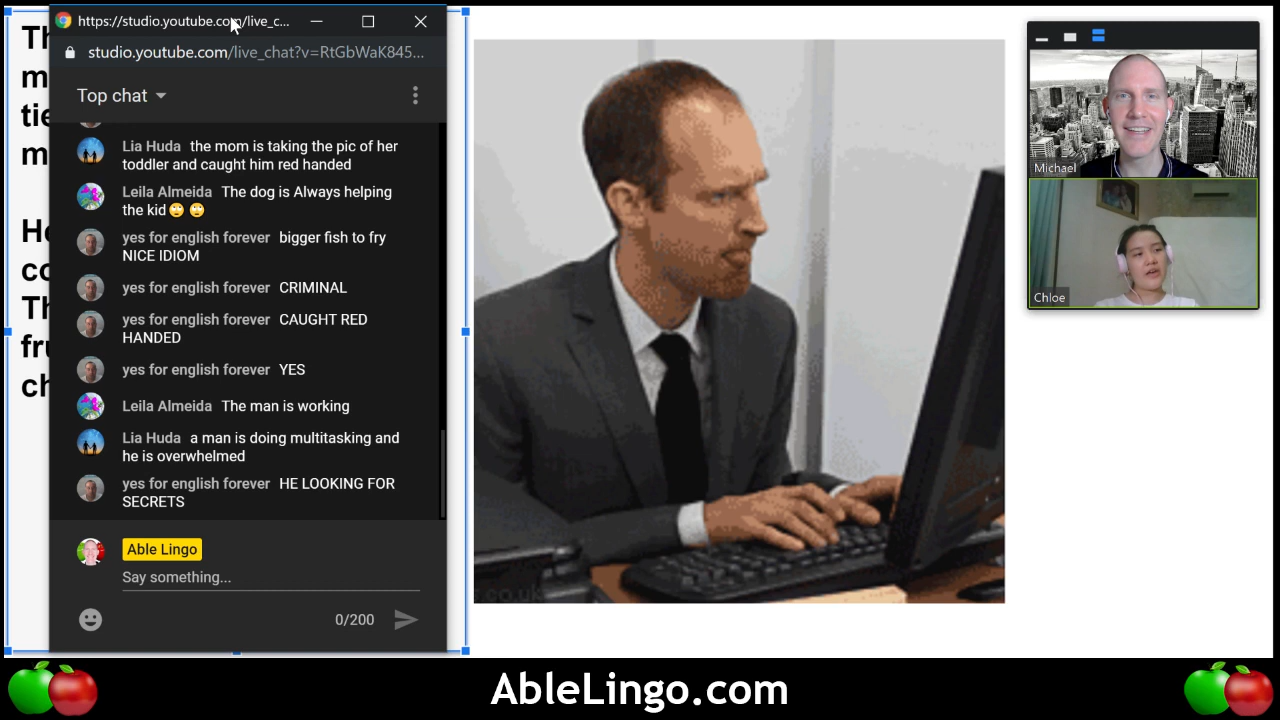 https://studio.youtube.com/live_c...
studio.youtube.com/live_chat?v=RtGbWaK845...
Top chat
Lia Huda the mom is taking the pic of her
toddler and caught him red handed
Leila Almeida The dog is Always helping
the kid🙄 🙄
yes for english forever bigger fish to fry
NICE IDIOM
yes for english forever CRIMINAL
yes for english forever CAUGHT RED
HANDED
yes for english forever YES
Leila Almeida The man is working
Lia Huda a man is doing multitasking and
he is overwhelmed
yes for english forever HE LOOKING FOR
SECRETS
Able Lingo
Say something...
0/200
Michael
Chloe
AbleLingo.com